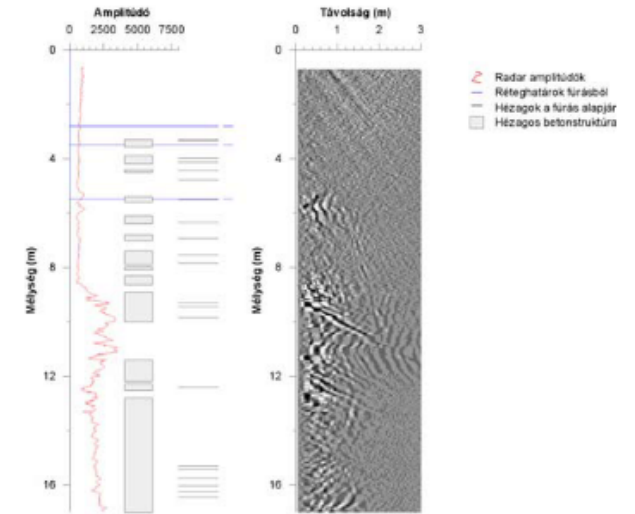 Amplitúdó
0 2500 5000 7500
Távolság (m)
0 1 2 3
0
4
8
12
16
Mélység (m)
0
4
8
12
16
Mélység (m)
Radar amplitúdók
Réteghatárok fúrásból
Hézagok a fúrás alapján
Hézagos betonstruktúra